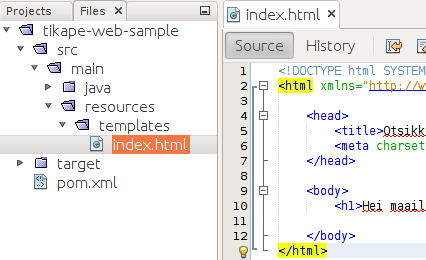 Projects Files
tikape-web-sample
src
main
java
resources
templates
index.html
target
pom.xml
index.html
Source History
1 <!DOCTYPE html SYSTEM
2 <html xmlns="http://w
3
4 <head>
5 <title>Otsikk
6 <meta charset
7 </head>
8
9 <body>
10 <h1>Hei maail
11
12 </body>
</html>